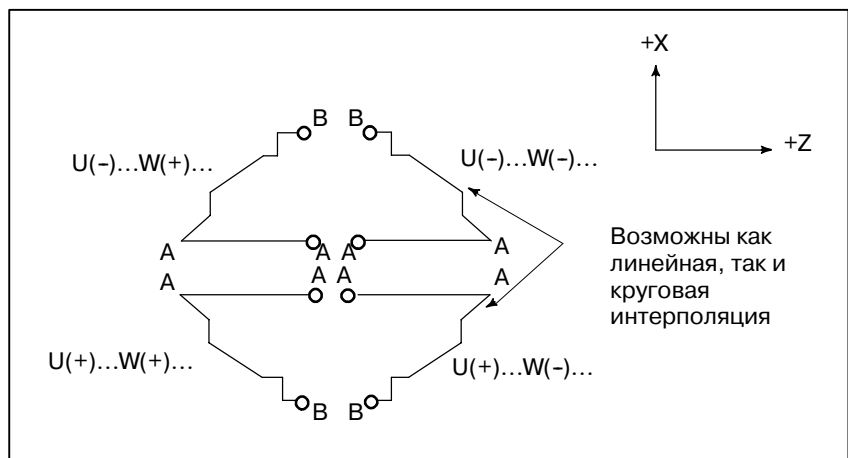 +X
B B
U(-)...W(+)... U(-)...W(-)... +Z
A A A A
Возможны как
линейная, так и
круговая
интерполяция
A A A A
U(+)...W(+)... U(+)...W(-)...
B B